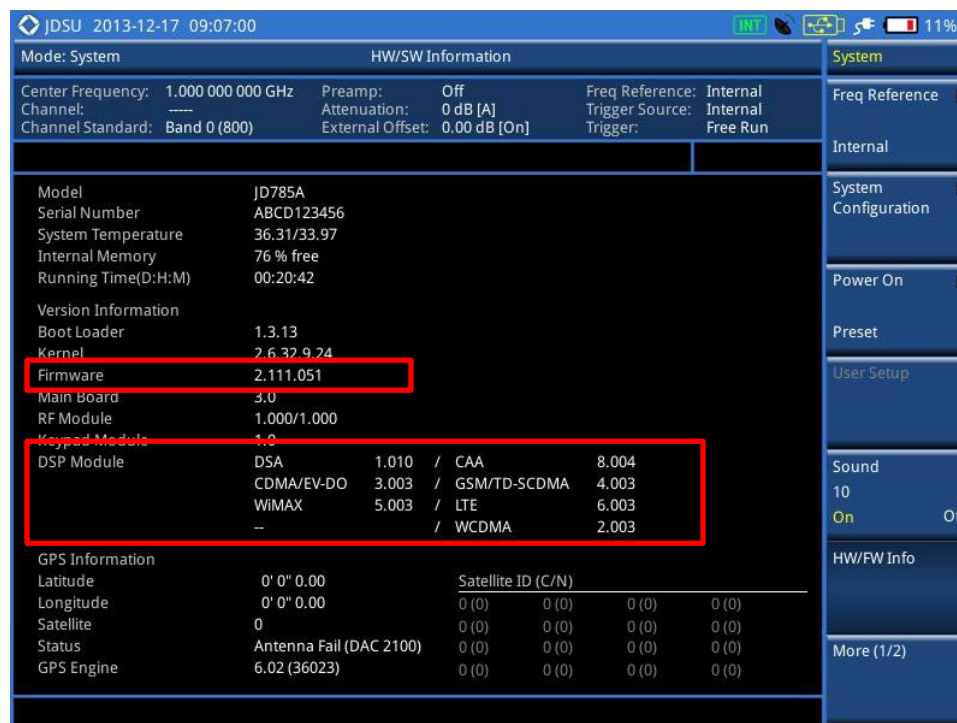 JDSU 2013-12-17 09:07:00 INT 11%
Mode: System HW/SW Information System
Center Frequency: 1.000 000 000 GHz Preamp: Off Freq Reference: Internal
Channel: ----- Attenuation: 0 dB [A] Trigger Source: Internal
Channel Standard: Band 0 (800) External Offset: 0.00 dB [On] Trigger: Free Run
Freq Reference
Internal
Model JD785A
Serial Number ABCD123456
System Temperature 36.31/33.97
Internal Memory 76 % free
Running Time(D:H:M) 00:20:42
System
Configuration
Version Information
Boot Loader 1.3.13
Kernel 2.6.32.9.24
Firmware 2.111.051
Main Board 3.0
RF Module 1.000/1.000
Keypad Module 1.0
Power On
Preset
User Setup
DSP Module DSA 1.010 / CAA 8.004
CDMA/EV-DO 3.003 / GSM/TD-SCDMA 4.003
WiMAX 5.003 / LTE 6.003
-- / WCDMA 2.003
Sound
10
On
GPS Information
Latitude 0' 0" 0.00 Satellite ID (C/N)
Longitude 0' 0" 0.00 0 (0) 0 (0) 0 (0) 0 (0)
Satellite 0 0 (0) 0 (0) 0 (0) 0 (0)
Status Antenna Fail (DAC 2100) 0 (0) 0 (0) 0 (0) 0 (0)
GPS Engine 6.02 (36023) 0 (0) 0 (0) 0 (0) 0 (0)
HW/FW Info
More (1/2)